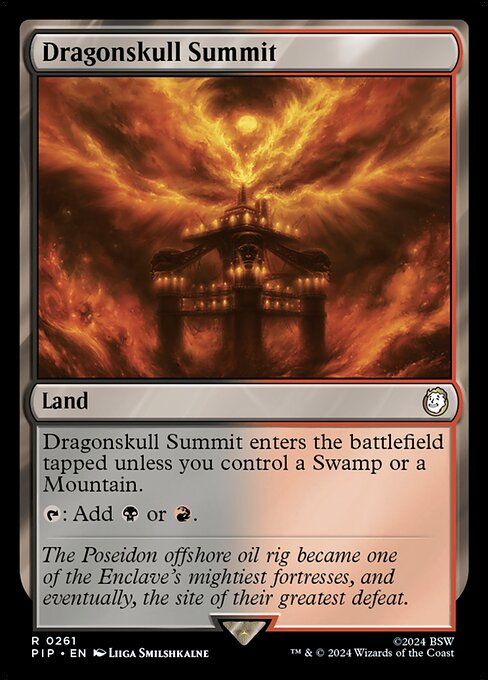 Dragonskull Summit
Land
Dragonskull Summit enters the battlefield
tapped unless you control a Swamp or a
Mountain.
: Add or .
The Poseidon offshore oil rig became one
of the Enclave's mightiest fortresses, and
eventually, the site of their greatest defeat.
R 0261
PIP • EN Liiga Smilshkalne
©2024 BSW
™ & © 2024 Wizards of the Coast